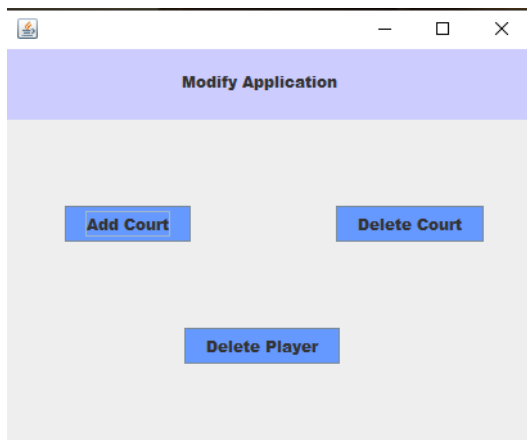 Modify Application
Add Court
Delete Court
Delete Player